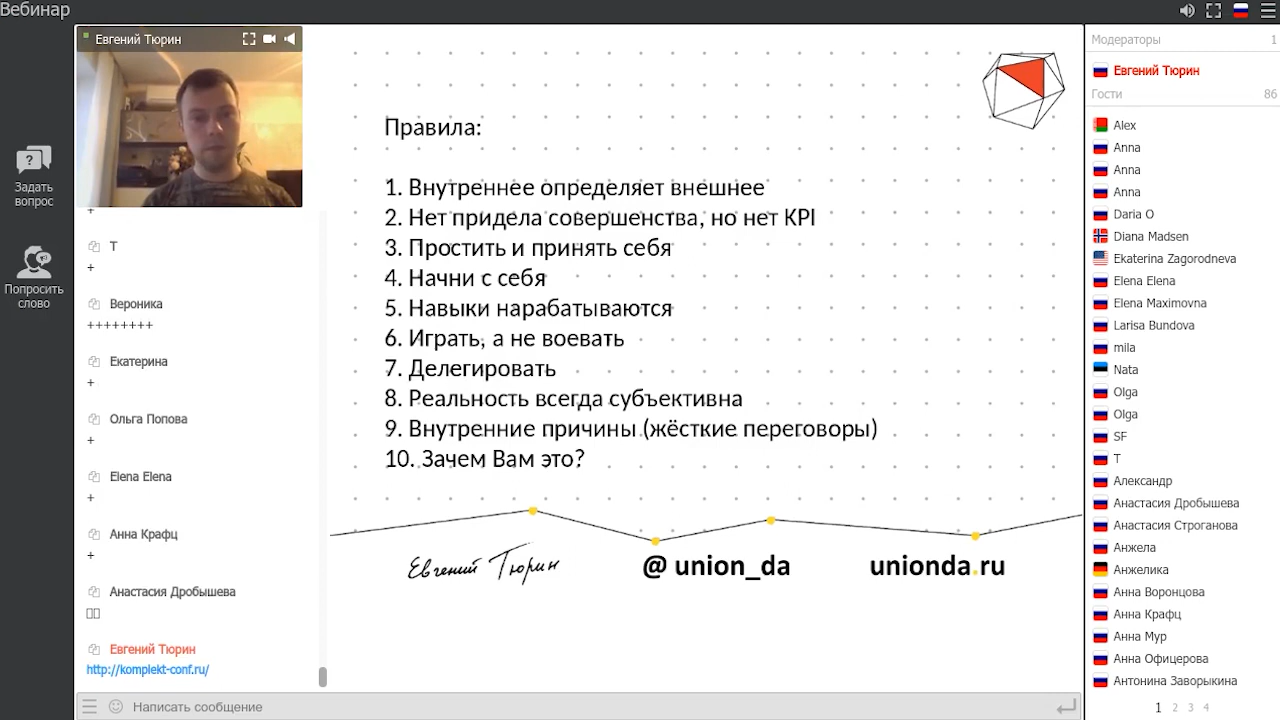 Вебинар
Евгений Тюрин
Задать
вопрос
Попросить
слово
+
T
+
Вероника
++++++++
Екатерина
+
Ольга Попова
+
Elena Elena
+
Анна Крафц
+
Анастасия Дробышева
Евгений Тюрин
http://komplekt-conf.ru/
Написать сообщение
Правила:
1. Внутреннее определяет внешнее
2. Нет придела совершенства, но нет KPI
3. Простить и принять себя
4. Начни с себя
5. Навыки нарабатываются
6. Играть, а не воевать
7. Делегировать
8. Реальность всегда субъективна
9. Внутренние причины (жёсткие переговоры)
10. Зачем Вам это?
Евгений Тюрин
@ union_da
unionda.ru
Модераторы 1
Евгений Тюрин
Гости 86
Alex
Anna
Anna
Anna
Daria O
Diana Madsen
Ekaterina Zagorodneva
Elena Elena
Elena Maximovna
Larisa Bundova
mila
Nata
Olga
Olga
SF
T
Александр
Анастасия Дробышева
Анастасия Строганова
Анжела
Анжелика
Анна Воронцова
Анна Крафц
Анна Мур
Анна Офицерова
Антонина Заворыкина
1 2 3 4